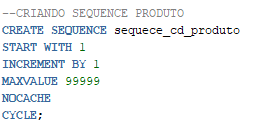 --CRIANDO SEQUENCE PRODUTO
CREATE SEQUENCE sequece_cd_produto
START WITH 1
INCREMENT BY 1
MAXVALUE 99999
NOCACHE
CYCLE;